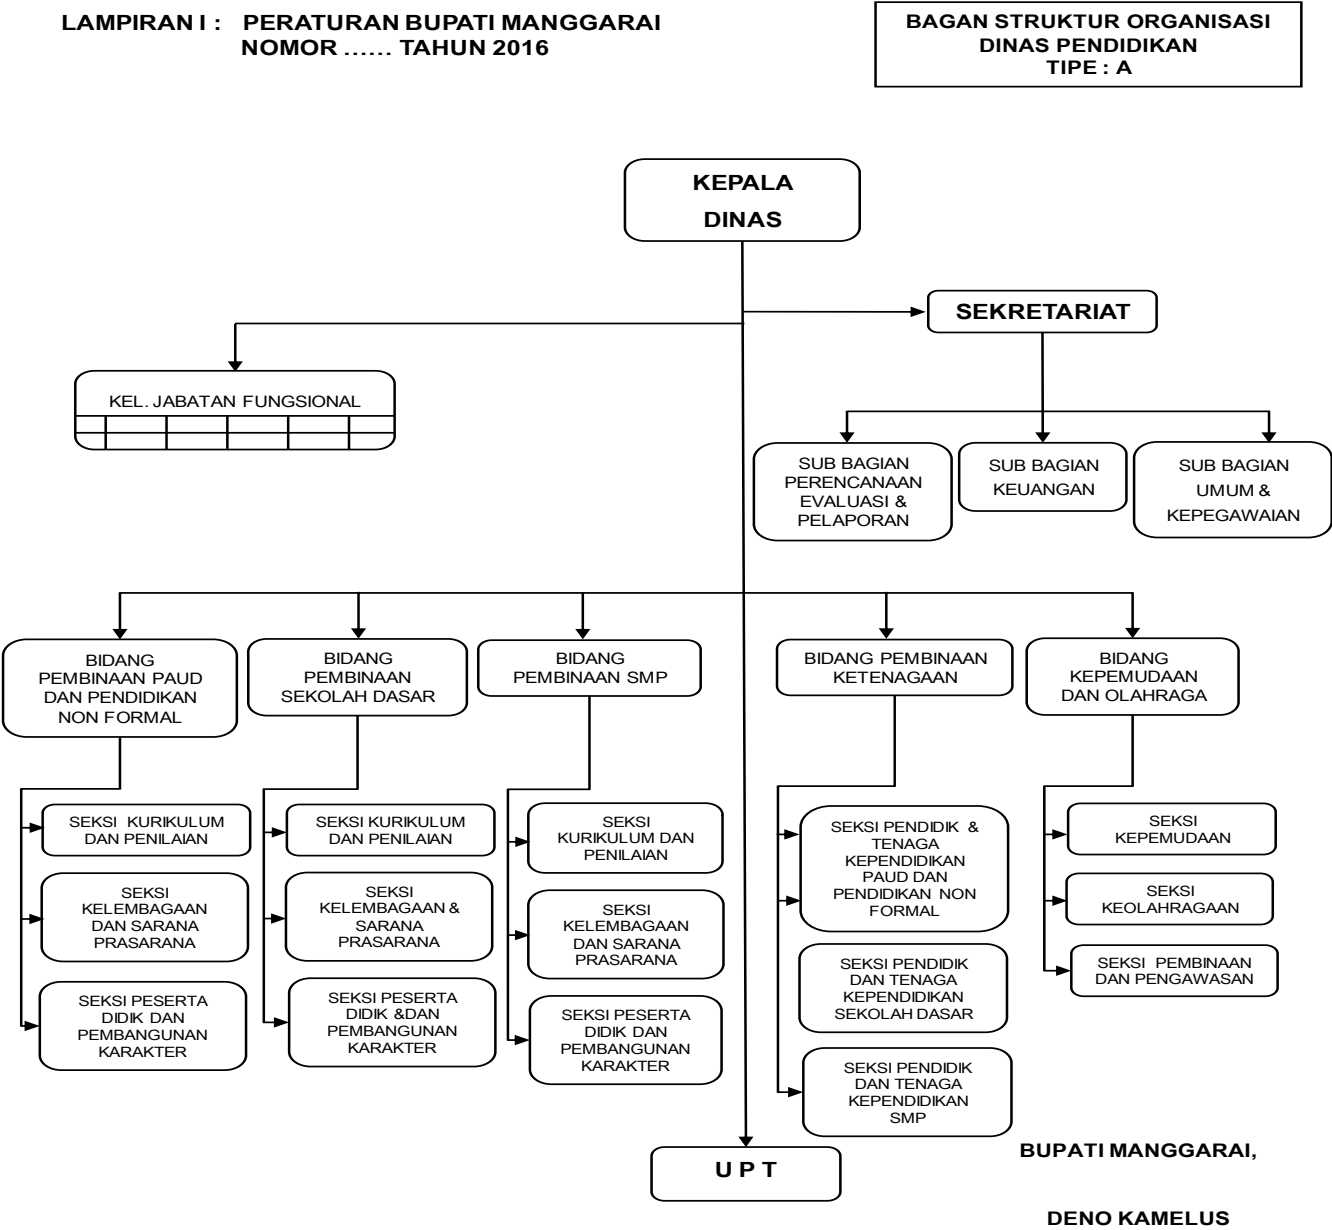 LAMPIRAN I : PERATURAN BUPATI MANGGARAI
NOMOR ...... TAHUN 2016
BAGAN STRUKTUR ORGANISASI
DINAS PENDIDIKAN
TIPE : A
KEPALA
DINAS
SEKRETARIAT
KEL. JABATAN FUNGSIONAL
SUB BAGIAN
PERENCANAAN
EVALUASI &
PELAPORAN
SUB BAGIAN
KEUANGAN
SUB BAGIAN
UMUM &
KEPEGAWAIAN
BIDANG
PEMBINAAN PAUD
DAN PENDIDIKAN
NON FORMAL
BIDANG
PEMBINAAN
SEKOLAH DASAR
BIDANG
PEMBINAAN SMP
BIDANG PEMBINAAN
KETENAGAAN
BIDANG
KEPEMUDAAN
DAN OLAHRAGA
SEKSI KURIKULUM
DAN PENILAIAN
SEKSI
KELEMBAGAAN
DAN SARANA
PRASARANA
SEKSI PESERTA
DIDIK DAN
PEMBANGUNAN
KARAKTER
SEKSI KURIKULUM
DAN PENILAIAN
SEKSI
KELEMBAGAAN &
SARANA
PRASARANA
SEKSI PESERTA
DIDIK &DAN
PEMBANGUNAN
KARAKTER
SEKSI
KURIKULUM DAN
PENILAIAN
SEKSI
KELEMBAGAAN
DAN SARANA
PRASARANA
SEKSI PESERTA
DIDIK DAN
PEMBANGUNAN
KARAKTER
SEKSI PENDIDIK &
TENAGA
KEPENDIDIKAN
PAUD DAN
PENDIDIKAN NON
FORMAL
SEKSI PENDIDIK
DAN TENAGA
KEPENDIDIKAN
SEKOLAH DASAR
SEKSI PENDIDIK
DAN TENAGA
KEPENDIDIKAN
SMP
SEKSI
KEPEMUDAAN
SEKSI
KEOLAHRAGAAN
SEKSI PEMBINAAN
DAN PENGAWASAN
U P T
BUPATI MANGGARAI,
DENO KAMELUS